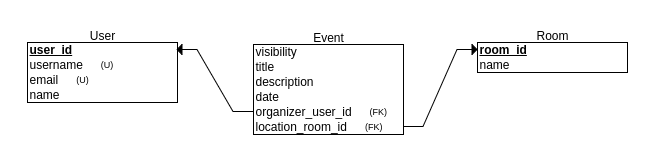 User
user_id
username (U)
email (U)
name
Event
visibility
title
description
date
organizer_user_id (FK)
location_room_id (FK)
Room
room_id
name